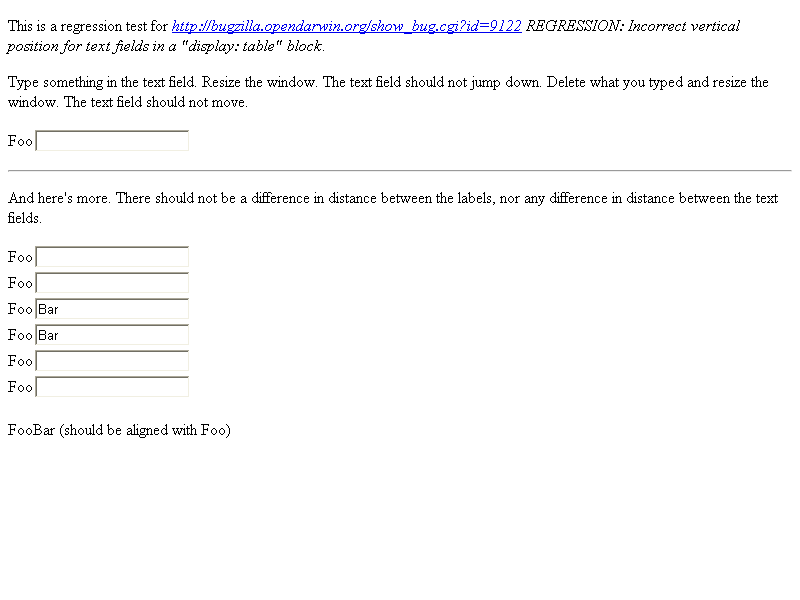 This is a regression test for http://bugzilla.opendarwin.org/show_bug.cgi?id=9122 REGRESSION: Incorrect vertical
position for text fields in a "display: table" block.
Type something in the text field. Resize the window. The text field should not jump down. Delete what you typed and resize the
window. The text field should not move.
Foo
And here's more. There should not be a difference in distance between the labels, nor any difference in distance between the text
fields.
Foo
Foo
Foo Bar
Foo Bar
Foo
Foo
FooBar (should be aligned with Foo)